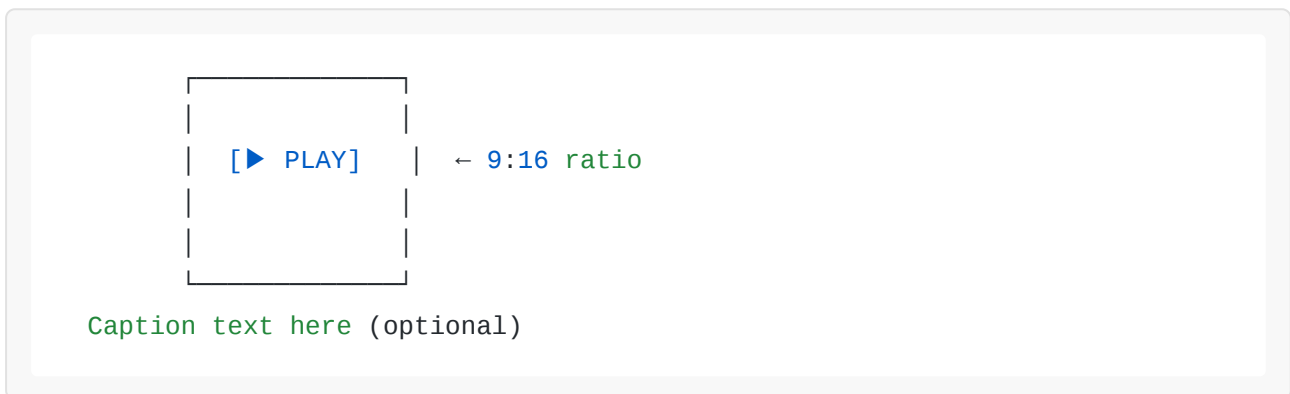 [▶ PLAY] ← 9:16 ratio
Caption text here (optional)